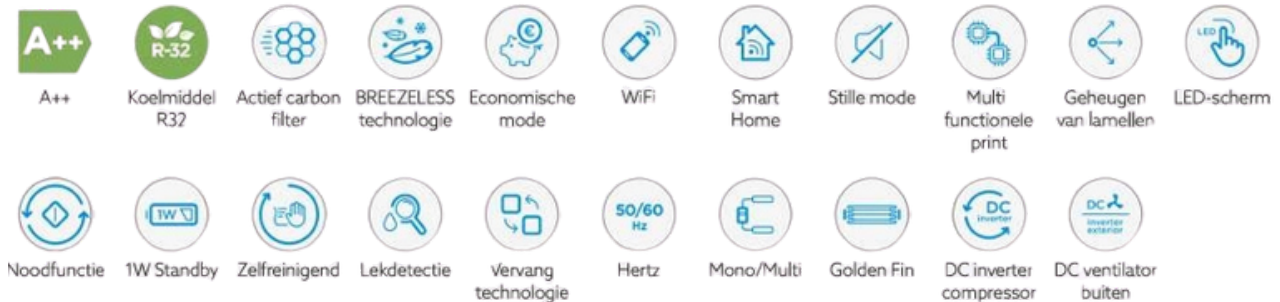 A++
R-32
LED
A++
Koelmiddel
R32
Actief carbon
filter
BREEZELESS
technologie
Economische
mode
WiFi
Smart
Home
Stille mode
Multi
functionele
print
Geheugen
van lamellen
LED-scherm
1W
50/60
Hz
DC
inverter
DC
inverter
exterior
Noodfunctie
1W Standby
Zelfreinigend
Lekdetectie
Vervang
technologie
Hertz
Mono/Multi
Golden Fin
DC inverter
compressor
DC ventilator
buiten